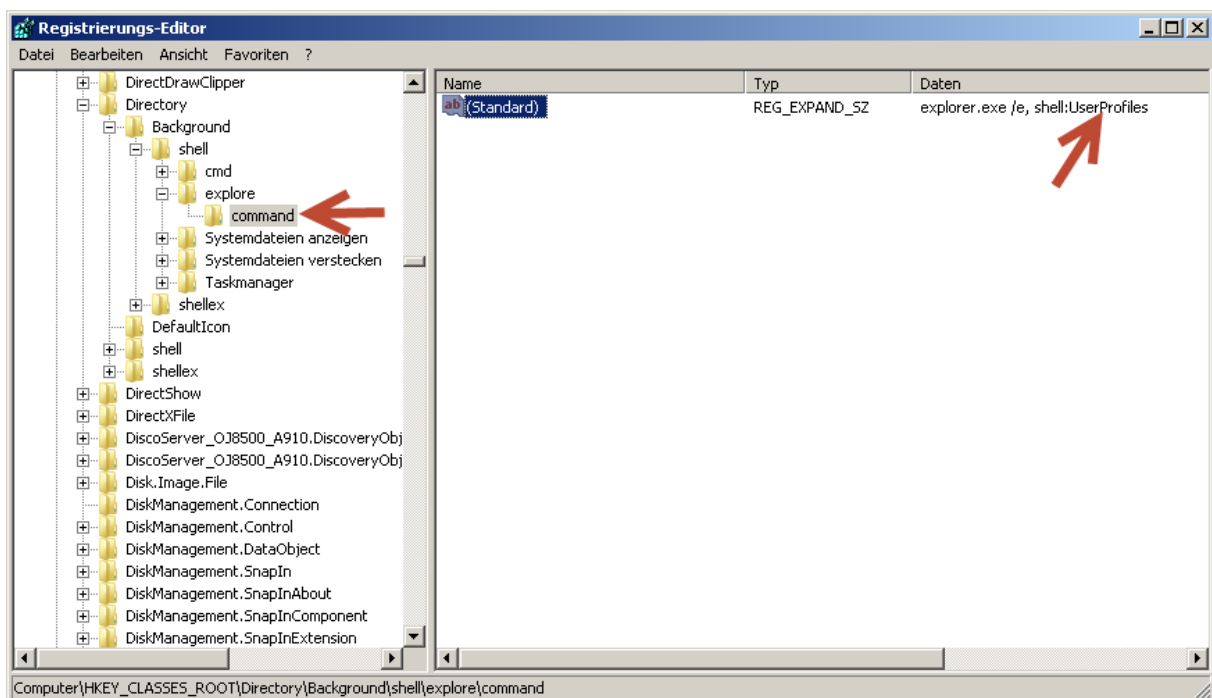 Registrierungs-Editor
Datei Bearbeiten Ansicht Favoriten ?
DirectDrawClipper
Directory
Background
shell
cmd
explore
command
Systemdateien anzeigen
Systemdateien verstecken
Taskmanager
shellex
DefaultIcon
shell
shellex
DirectShow
DirectXFile
DiscoServer_OJ8500_A910.DiscoveryObj
DiscoServer_OJ8500_A910.DiscoveryObj
Disk.Image.File
DiskManagement.Connection
DiskManagement.Control
DiskManagement.DataObject
DiskManagement.SnapIn
DiskManagement.SnapInAbout
DiskManagement.SnapInComponent
DiskManagement.SnapInExtension
Name Typ Daten
ab (Standard) REG_EXPAND_SZ explorer.exe /e, shell:UserProfiles
Computer\HKEY_CLASSES_ROOT\Directory\Background\shell\explore\command